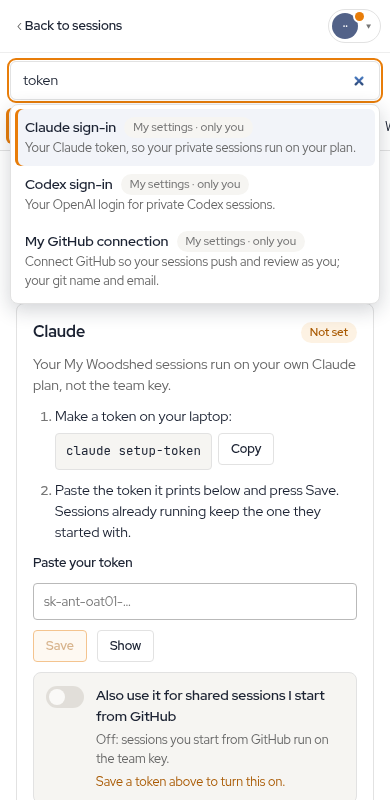 Back to sessions
token
Claude sign-in My settings · only you
Your Claude token, so your private sessions run on your plan.
Codex sign-in My settings · only you
Your OpenAI login for private Codex sessions.
My GitHub connection My settings · only you
Connect GitHub so your sessions push and review as you;
your git name and email.
Claude Not set
Your My Woodshed sessions run on your own Claude
plan, not the team key.
1. Make a token on your laptop:
claude setup-token Copy
2. Paste the token it prints below and press Save.
Sessions already running keep the one they
started with.
Paste your token
sk-ant-oat01-...
Save Show
Also use it for shared sessions I start
from GitHub
Off: sessions you start from GitHub run on
the team key.
Save a token above to turn this on.